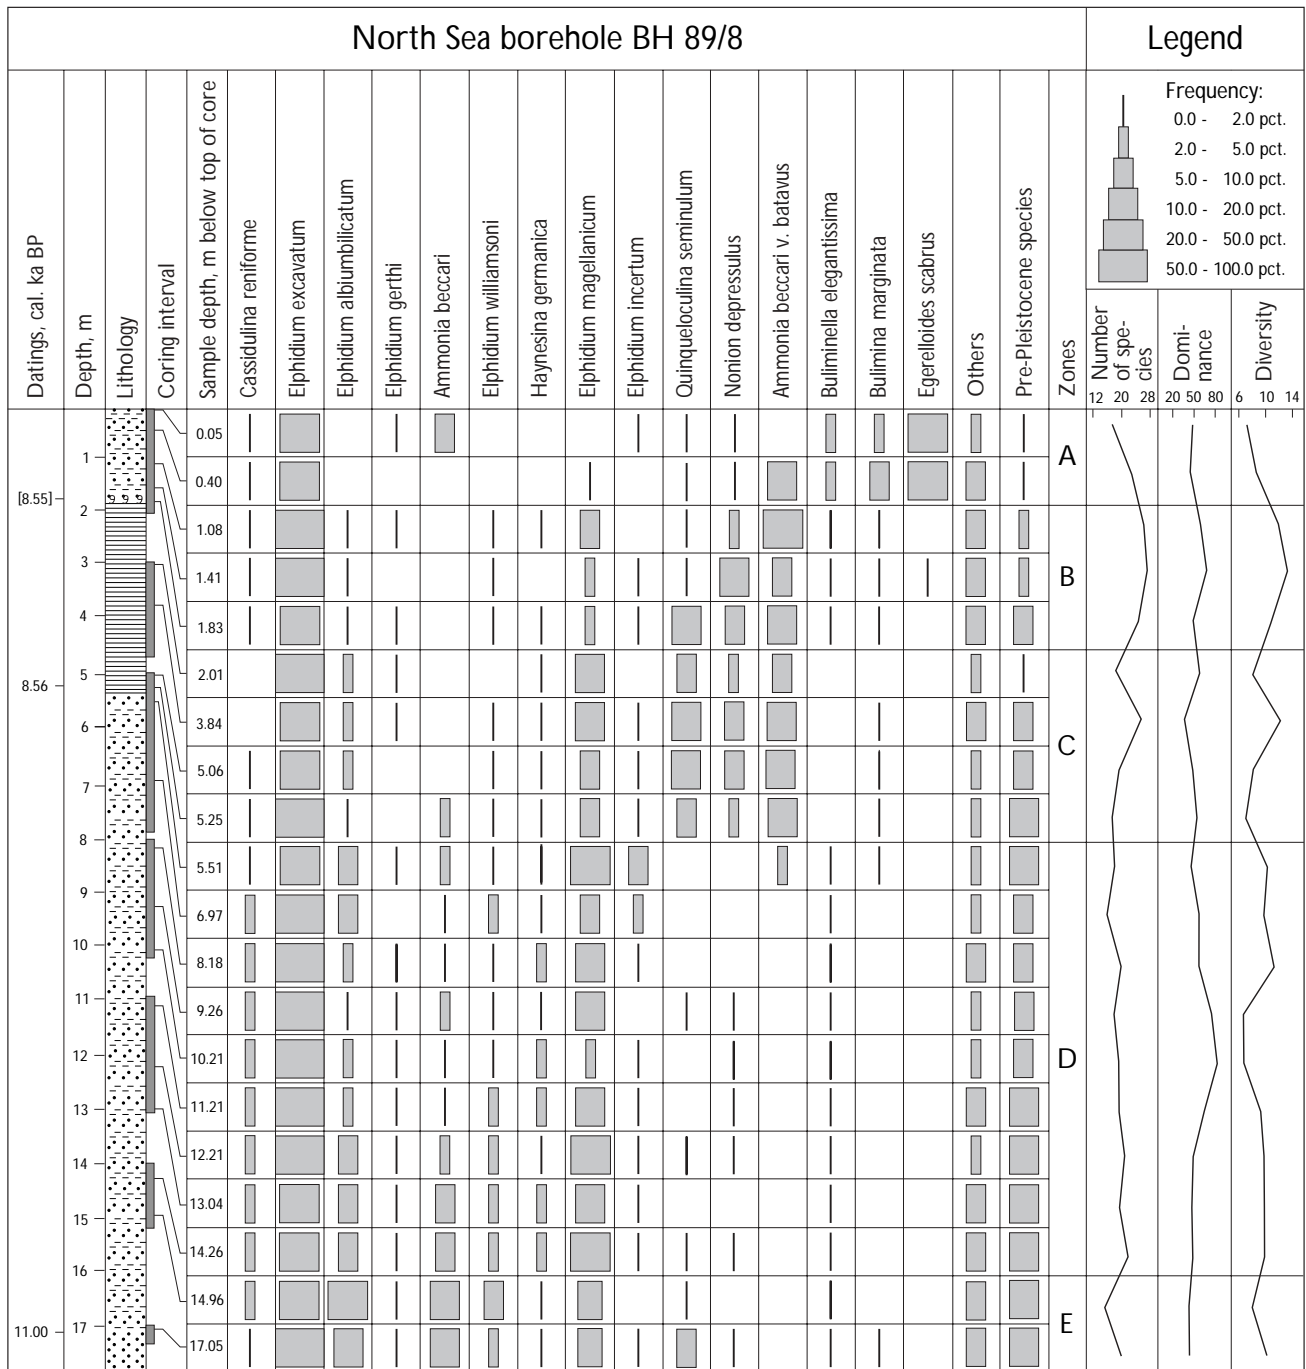 North Sea borehole BH 89/8
Legend
Datings, cal. ka BP
Depth, m
Lithology
Coring interval
Sample depth, m below top of core
Cassidulina reniforme
Elphidium excavatum
Elphidium albiumbilicatum
Elphidium gerthi
Ammonia beccari
Elphidium williamsoni
Haynesina germanica
Elphidium magellanicum
Elphidium incertum
Quinqueloculina seminulum
Nonion depressulus
Ammonia beccari v. batavus
Buliminella elegantissima
Bulimina marginata
Egerelloides scabrus
Others
Pre-Pleistocene species
Zones
Frequency:
0.0 - 2.0 pct.
2.0 - 5.0 pct.
5.0 - 10.0 pct.
10.0 - 20.0 pct.
20.0 - 50.0 pct.
50.0 - 100.0 pct.
Number
of spe-
cies
Domi-
nance
Diversity
12 20 28
20 50 80
6 10 14
[8.55]
8.56
11.00
1
2
3
4
5
6
7
8
9
10
11
12
13
14
15
16
17
0.05
0.40
1.08
1.41
1.83
2.01
3.84
5.06
5.25
5.51
6.97
8.18
9.26
10.21
11.21
12.21
13.04
14.26
14.96
17.05
A
B
C
D
E